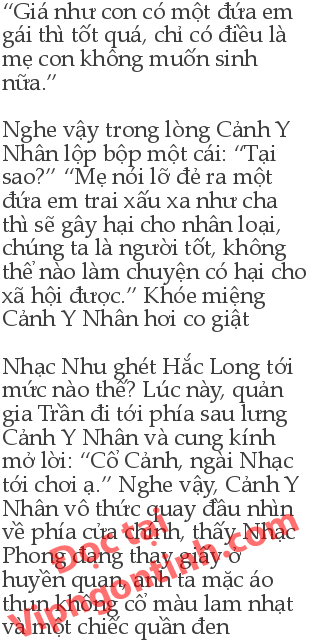 “Giá như con có một đứa em
gái thì tốt quá, chỉ có điều là
mẹ con không muốn sinh
nữa.”
Nghe vậy trong lòng Cảnh Y
Nhân lộp bộp một cái: “Tại
sao?” “Mẹ nói lỡ đẻ ra một
đứa em trai xấu xa như cha
thì sẽ gây hại cho nhân loại,
chúng ta là người tốt, không
thể nào làm chuyện có hại cho
xã hội được.” Khóe miệng
Cảnh Y Nhân hơi co giật
Nhạc Nhu ghét Hắc Long tới
mức nào thế? Lúc này, quản
gia Trần đi tới phía sau lưng
Cảnh Y Nhân và cung kính
mở lời: “Cổ Cảnh, ngài Nhạc
tới chơi ạ.” Nghe vậy, Cảnh Y
Nhân vô thức quay đầu nhìn
về phía cửa chính, thấy Nhạc
Phong đang thay giầy ở
huyền quan, anh ta mặc áo
thun không cổ màu lam nhạt
và một chiếc quần đen
Đọc tại
Vipngontinh.com